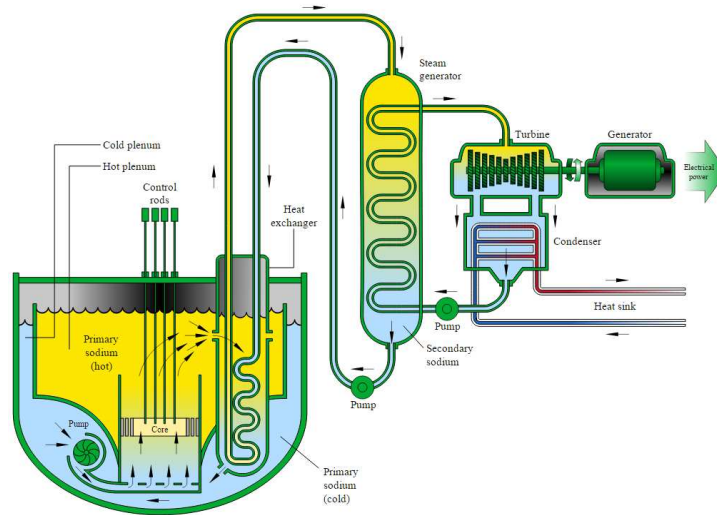 Steam
generator
Cold plenum
Hot plenum
Control
rods
Heat
exchanger
Turbine
Generator
Electrical
power
Condenser
Heat sink
Pump
Primary
sodium
(hot)
Secondary
sodium
Pump
Pump
Core
Primary
sodium
(cold)